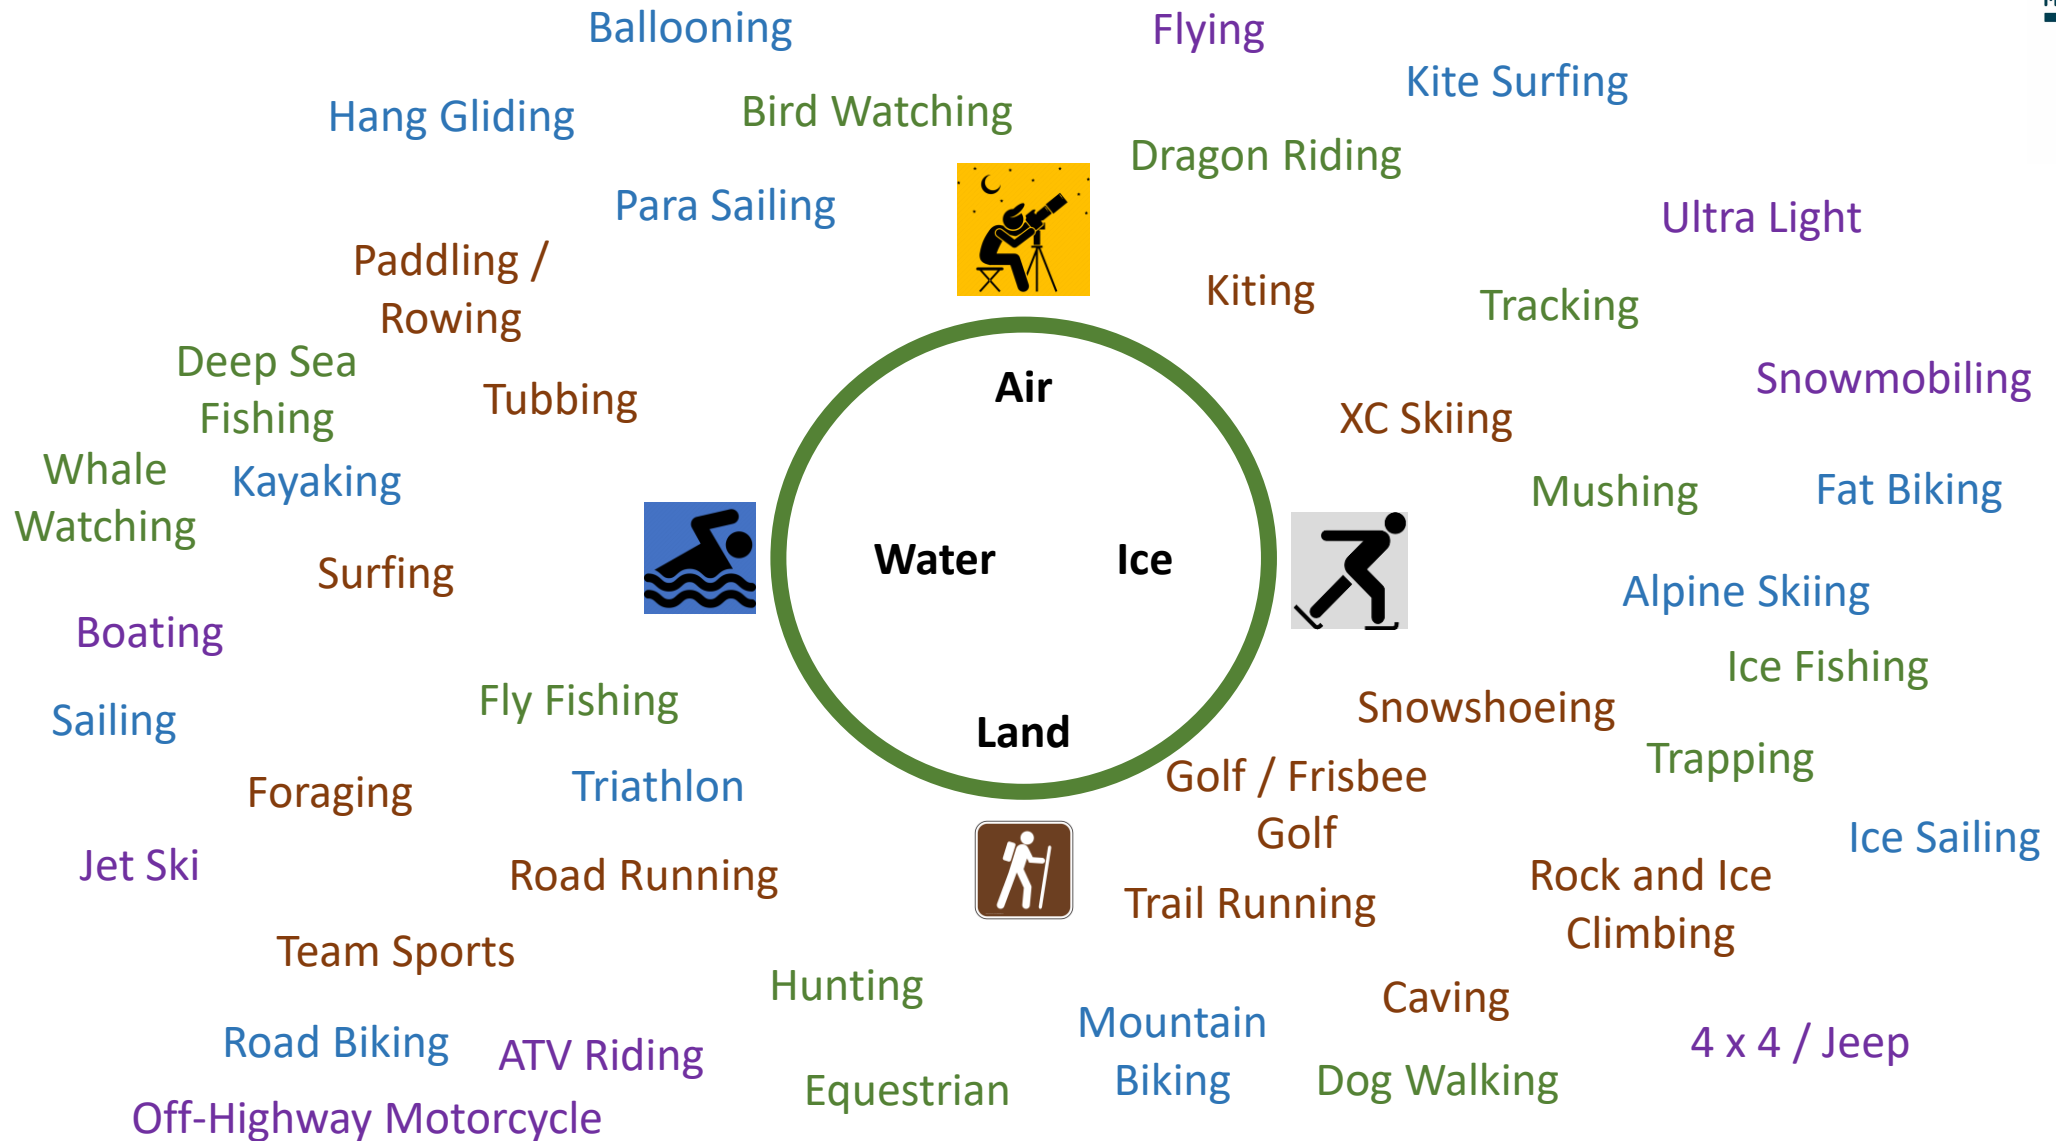 Ballooning
Flying
Kite Surfing
Hang Gliding
Bird Watching
Dragon Riding
Para Sailing
Ultra Light
Paddling /
Rowing
Kiting
Tracking
Deep Sea
Fishing
Tubbing
Air
XC Skiing
Snowmobiling
Whale
Watching
Kayaking
Mushing
Fat Biking
Surfing
Water
Ice
Alpine Skiing
Boating
Ice Fishing
Sailing
Fly Fishing
Land
Snowshoeing
Trapping
Foraging
Triathlon
Golf / Frisbee
Golf
Ice Sailing
Jet Ski
Road Running
Trail Running
Rock and Ice
Climbing
Team Sports
Hunting
Caving
Road Biking
ATV Riding
Mountain
Biking
4 x 4 / Jeep
Equestrian
Dog Walking
Off-Highway Motorcycle